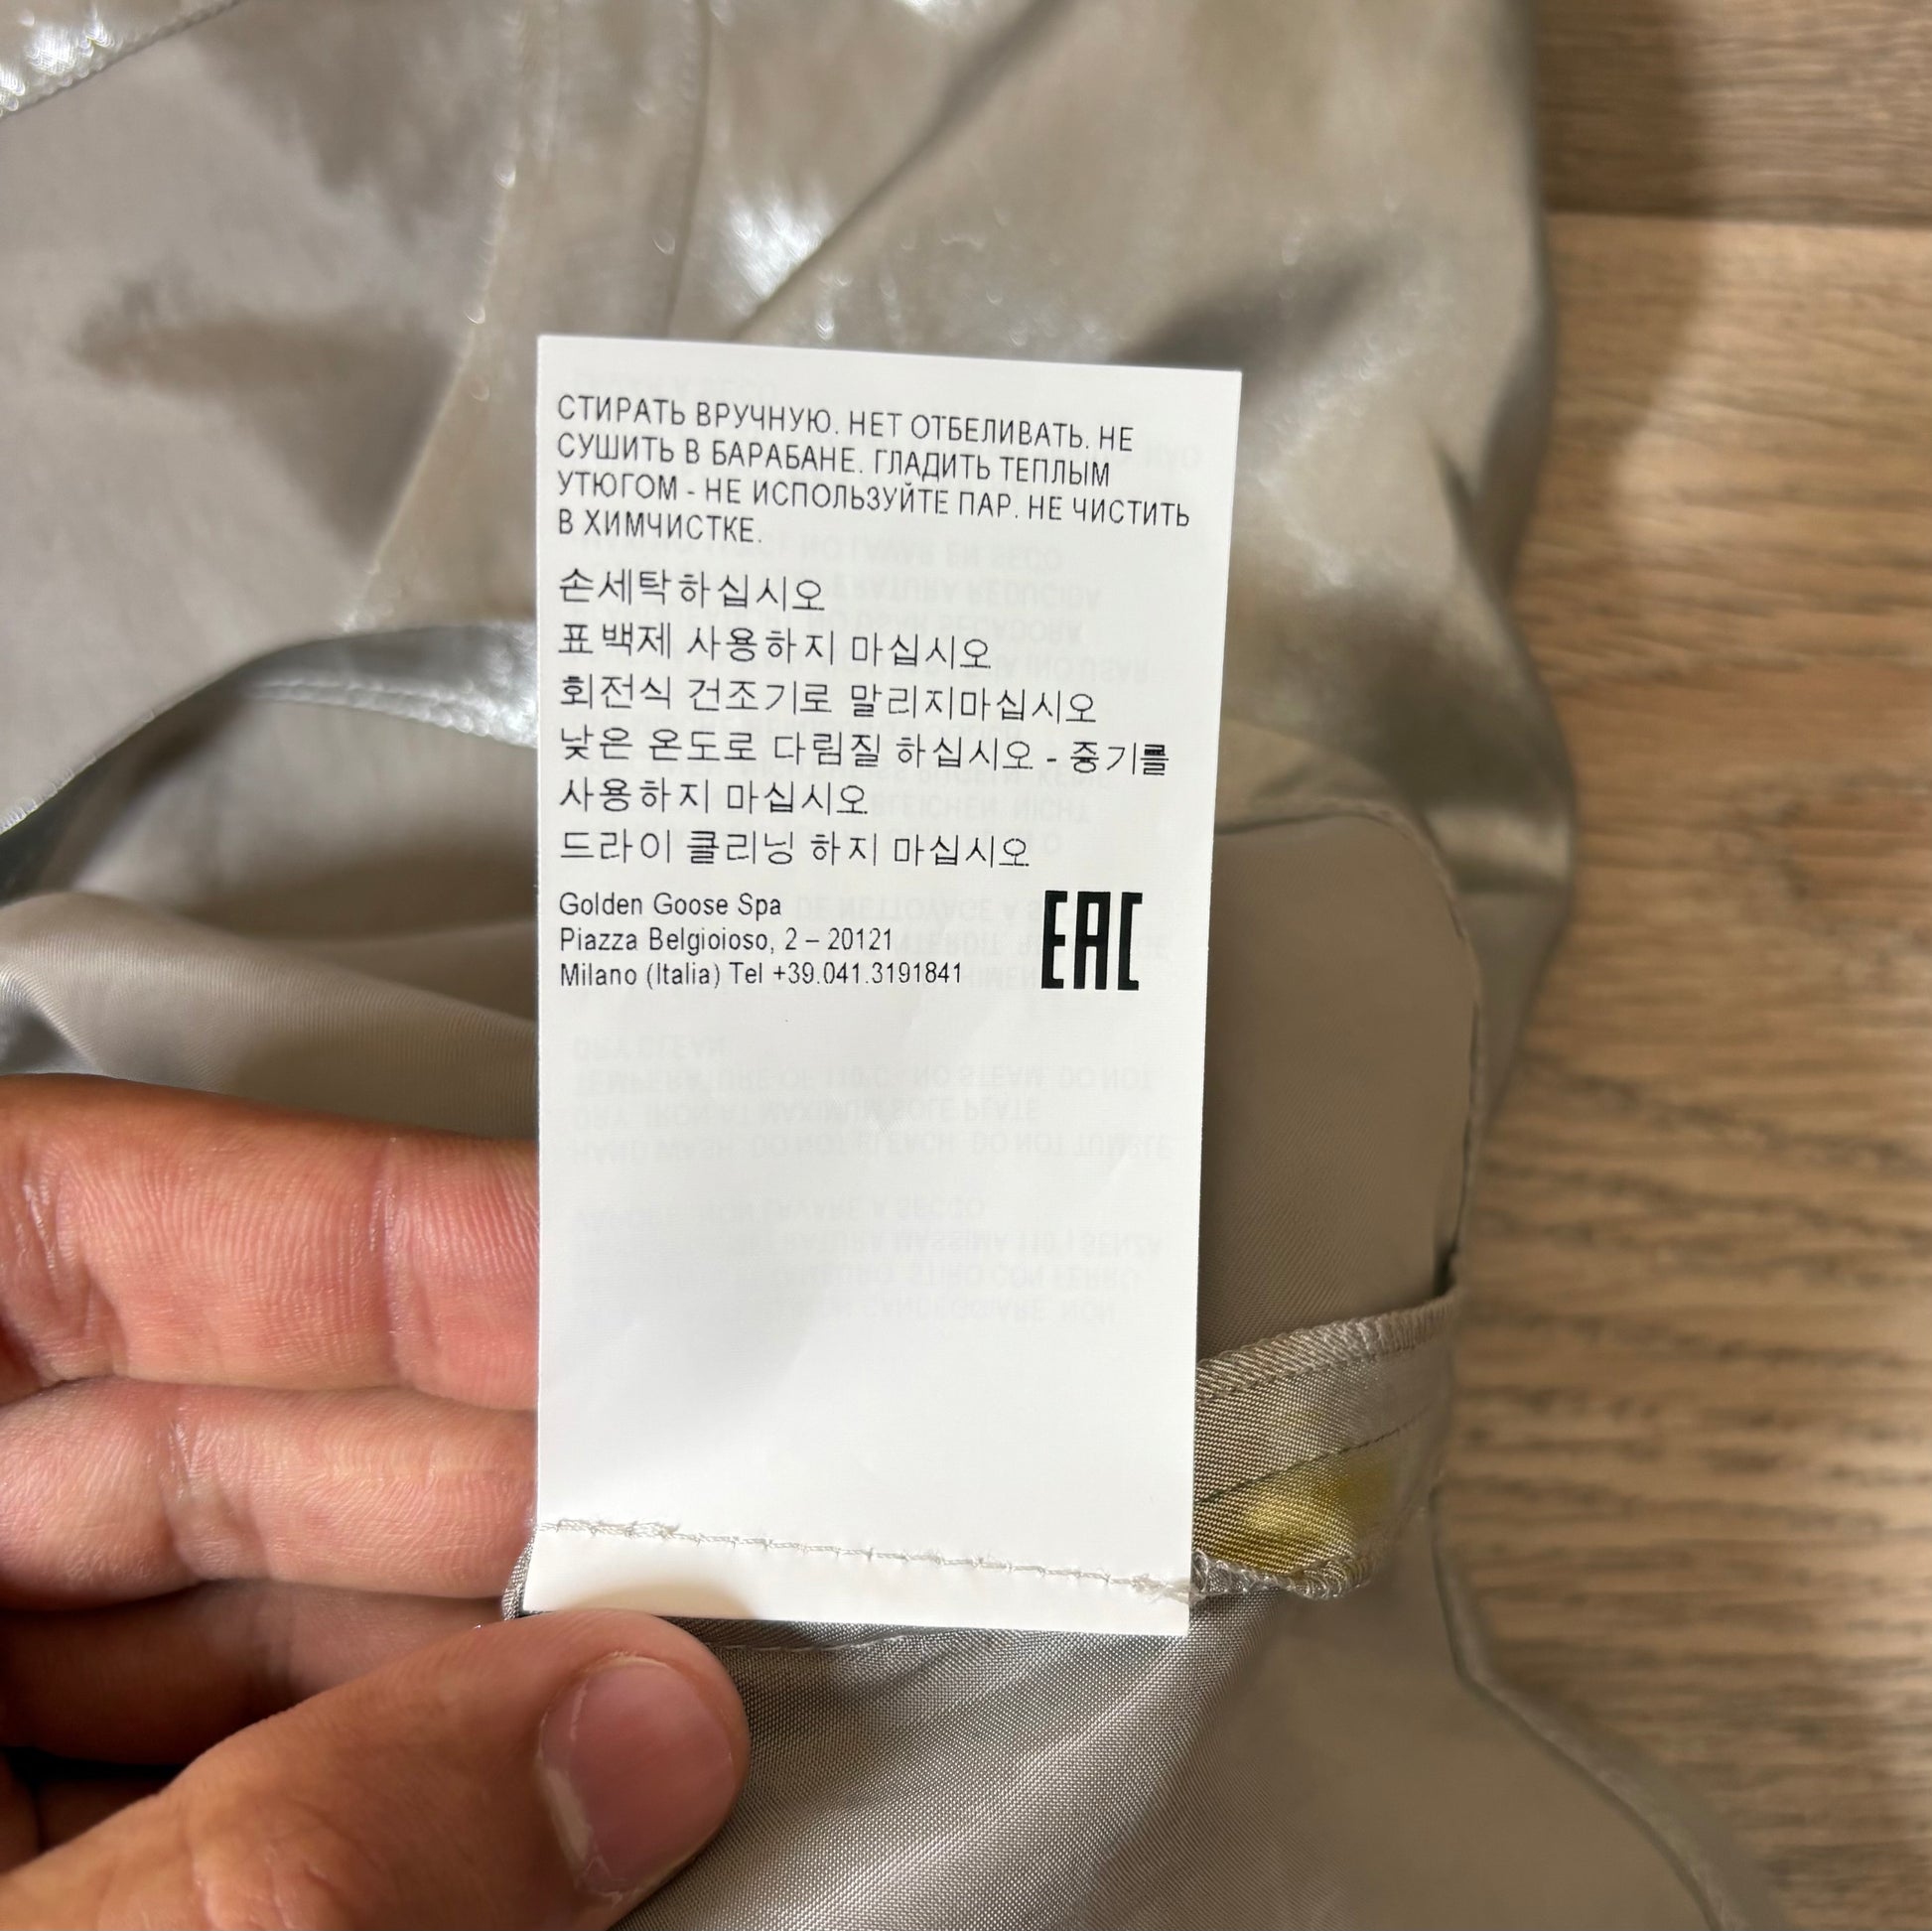 СТИРАТЬ ВРУЧНУЮ. НЕТ ОТБЕЛИВАТЬ. НЕ
СУШИТЬ В БАРАБАНЕ. ГЛАДИТЬ ТЕПЛЫМ
УТЮГОМ - НЕ ИСПОЛЬЗУЙТЕ ПАР. НЕ ЧИСТИТЬ
В ХИМЧИСТКЕ.
손세탁하십시오
표백제 사용하지 마십시오
회전식 건조기로 말리지마십시오
낮은 온도로 다림질 하십시오 - 중기를
사용하지 마십시오
드라이 클리닝 하지 마십시오
Golden Goose Spa
Piazza Belgioioso, 2 – 20121
Milano (Italia) Tel +39.041.3191841
EAC